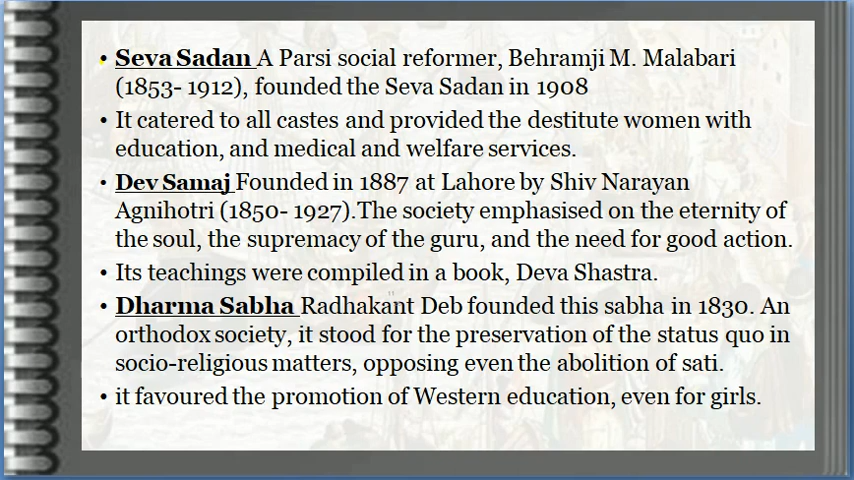 • Seva Sadan A Parsi social reformer, Behramji M. Malabari
(1853- 1912), founded the Seva Sadan in 1908
• It catered to all castes and provided the destitute women with
education, and medical and welfare services.
• Dev Samaj Founded in 1887 at Lahore by Shiv Narayan
Agnihotri (1850- 1927).The society emphasised on the eternity of
the soul, the supremacy of the guru, and the need for good action.
• Its teachings were compiled in a book, Deva Shastra.
• Dharma Sabha Radhakant Deb founded this sabha in 1830. An
orthodox society, it stood for the preservation of the status quo in
socio-religious matters, opposing even the abolition of sati.
• it favoured the promotion of Western education, even for girls.